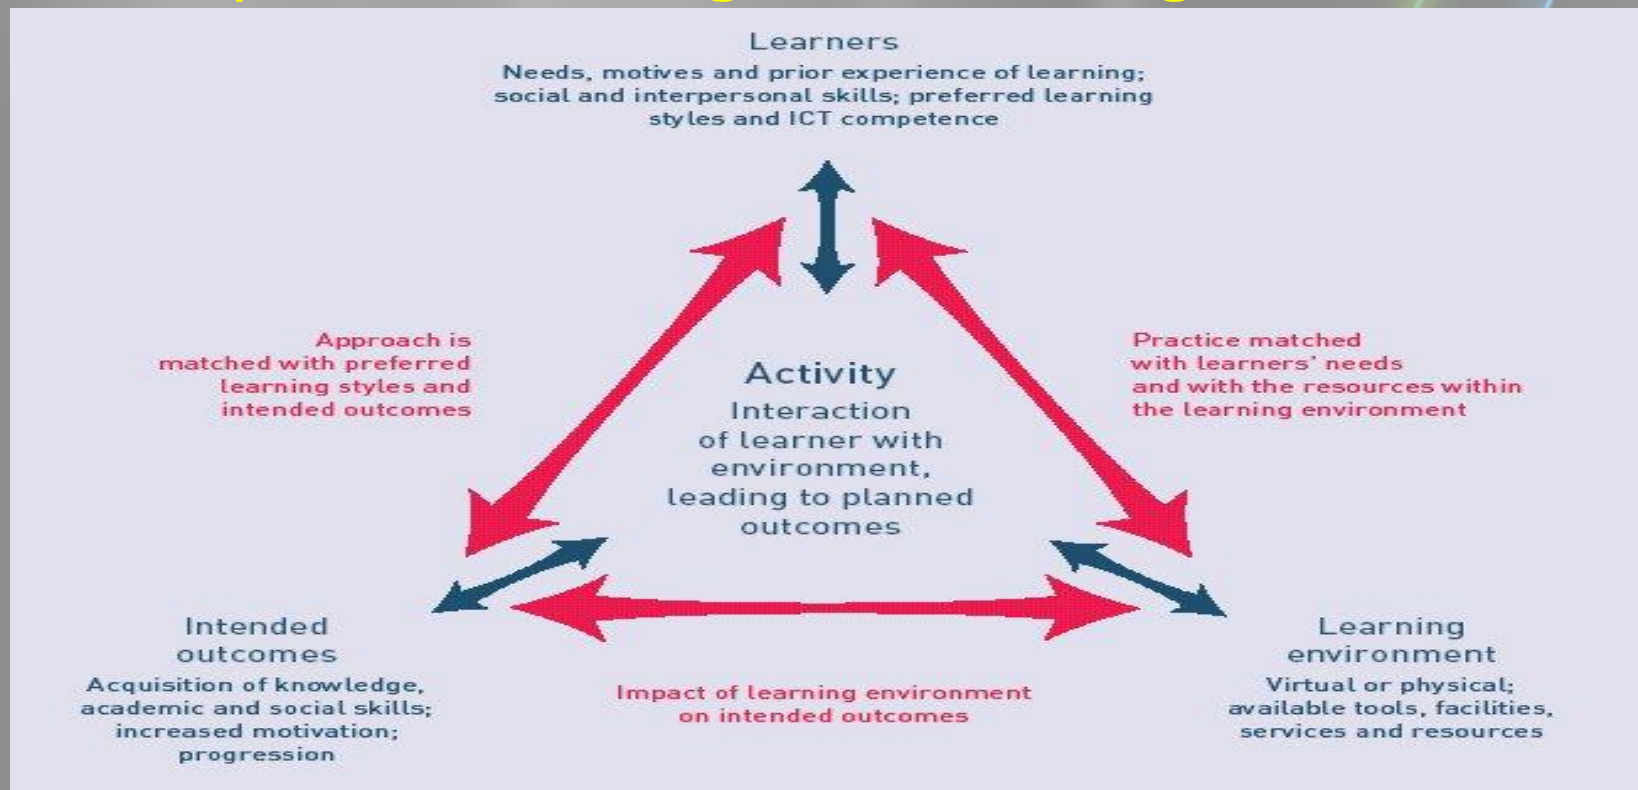 Learners
Needs, motives and prior experience of learning;
social and interpersonal skills; preferred learning
styles and ICT competence
Approach is
matched with preferred
learning styles and
intended outcomes
Practice matched
with learners' needs
and with the resources within
the learning environment
Activity
Interaction
of learner with
environment,
leading to planned
outcomes
Intended
outcomes
Acquisition of knowledge,
academic and social skills;
increased motivation;
progression
Impact of learning environment
on intended outcomes
Learning
environment
Virtual or physical;
available tools, facilities,
services and resources